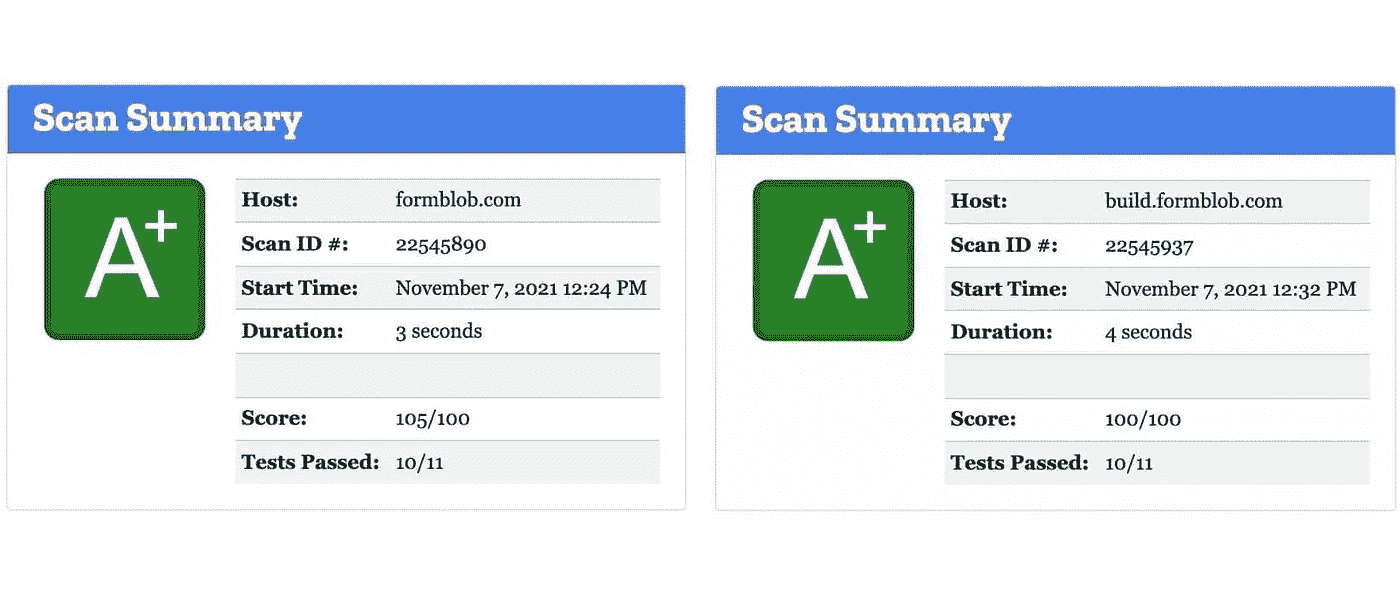 Scan Summary
A+
Host: formblob.com
Scan ID #: 22545890
Start Time: November 7, 2021 12:24 PM
Duration: 3 seconds
Score: 105/100
Tests Passed: 10/11
Scan Summary
A+
Host: build.formblob.com
Scan ID #: 22545937
Start Time: November 7, 2021 12:32 PM
Duration: 4 seconds
Score: 100/100
Tests Passed: 10/11